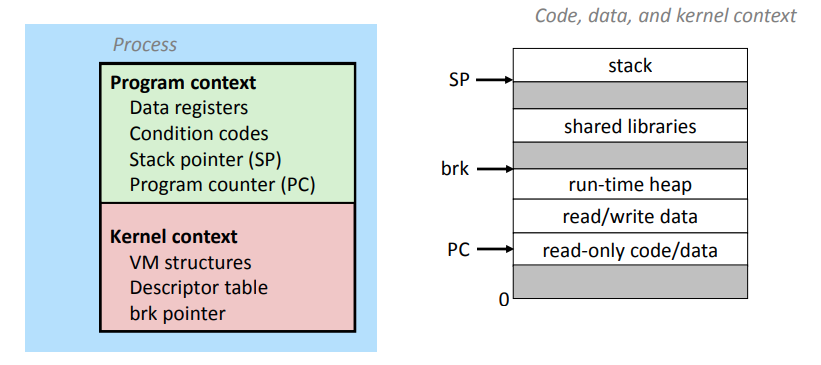 Process
Program context
Data registers
Condition codes
Stack pointer (SP)
Program counter (PC)
Kernel context
VM structures
Descriptor table
brk pointer
Code, data, and kernel context
stack
SP
shared libraries
brk
run-time heap
read/write data
PC
read-only code/data
0